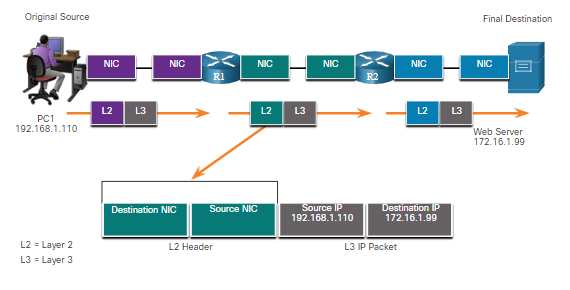 Original Source
Final Destination
NIC
NIC
R1
NIC
NIC
R2
NIC
NIC
L2
L3
L2
L3
L2
L3
PC1
192.168.1.110
Web Server
172.16.1.99
Destination NIC
Source NIC
Source IP
192.168.1.110
Destination IP
172.16.1.99
L2 = Layer 2
L3 = Layer 3
L2 Header
L3 IP Packet